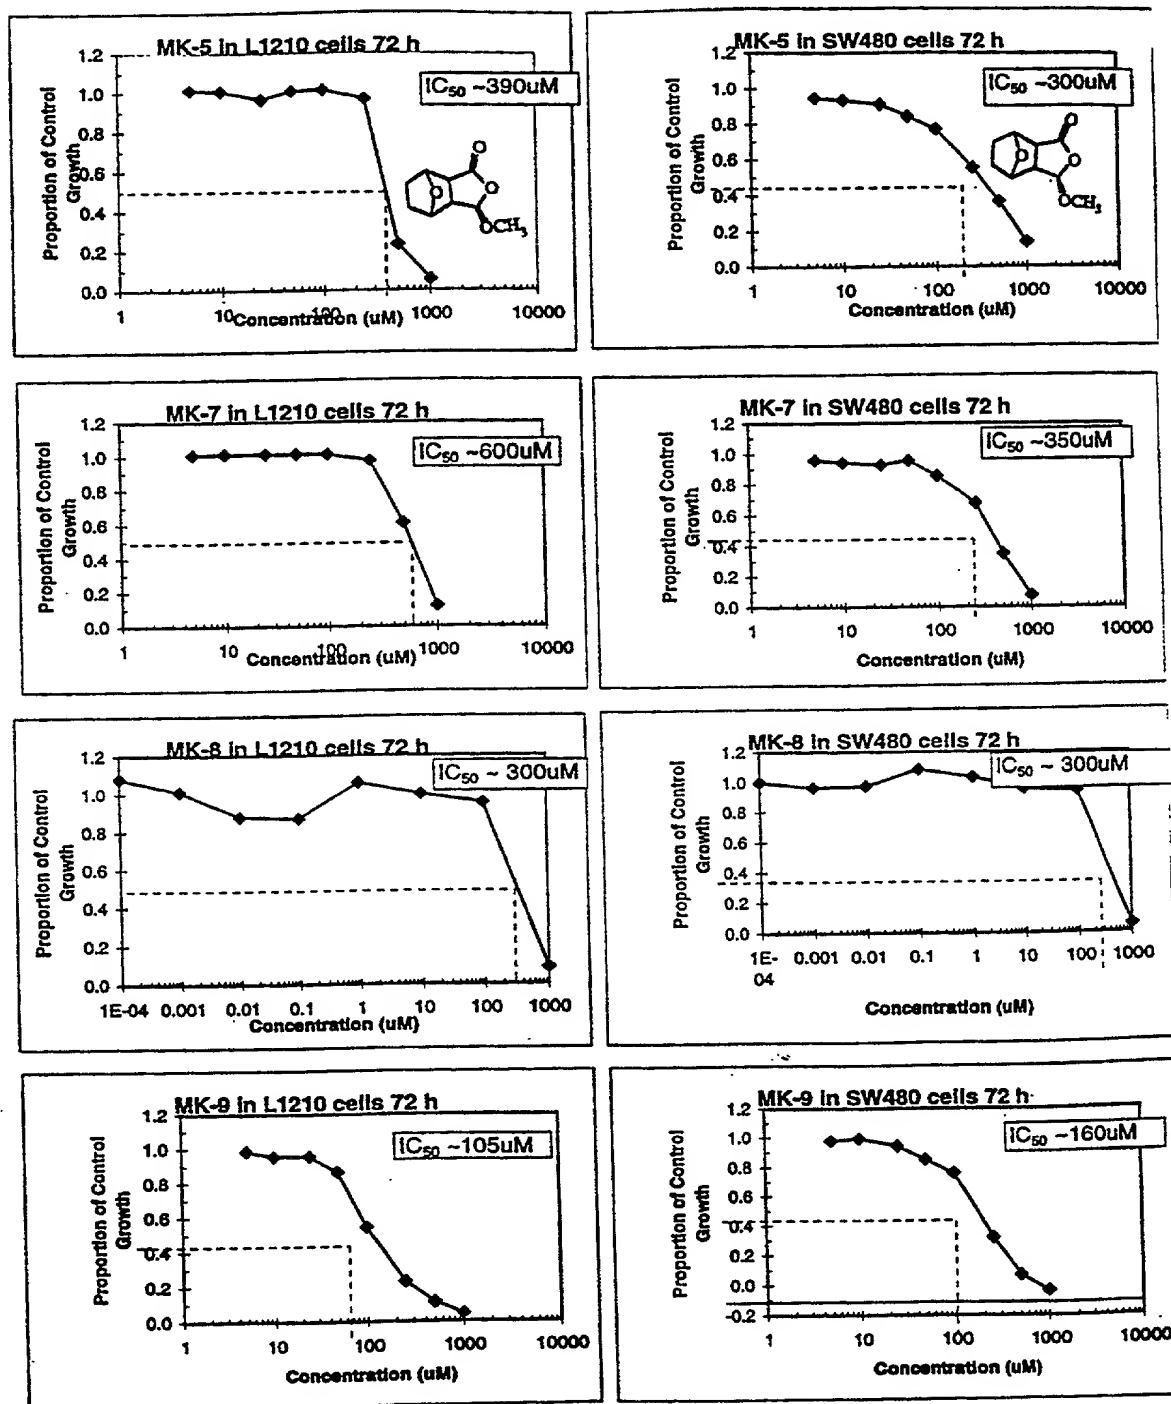 MK-5 in L1210 cells 72 h
IC50 ~390uM
Proportion of Control
Growth
1.2
1.0
0.8
0.6
0.4
0.2
0.0
O
O
O
OCH3
1
10
100
1000
10000
Concentration (uM)
MK-5 in SW480 cells 72 h
IC50 ~300uM
Proportion of Control
Growth
1.2
1.0
0.8
0.6
0.4
0.2
0.0
O
O
O
OCH3
1
10
100
1000
10000
Concentration (uM)
MK-7 in L1210 cells 72 h
IC50 ~600uM
Proportion of Control
Growth
1.2
1.0
0.8
0.6
0.4
0.2
0.0
1
10
100
1000
10000
Concentration (uM)
MK-7 in SW480 cells 72 h
IC50 ~350uM
Proportion of Control
Growth
1.2
1.0
0.8
0.6
0.4
0.2
0.0
1
10
100
1000
10000
Concentration (uM)
MK-8 in L1210 cells 72 h
IC50 ~ 300uM
Proportion of Control
Growth
1.2
1.0
0.8
0.6
0.4
0.2
0.0
1E-04
0.001
0.01
0.1
1
10
100
1000
Concentration (uM)
MK-8 in SW480 cells 72 h
IC50 ~ 300uM
Proportion of Control
Growth
1.2
1.0
0.8
0.6
0.4
0.2
0.0
1E-
04
0.001
0.01
0.1
1
10
100
1000
Concentration (uM)
MK-9 in L1210 cells 72 h
IC50 ~105uM
Proportion of Control
Growth
1.2
1.0
0.8
0.6
0.4
0.2
0.0
1
10
100
1000
10000
Concentration (uM)
MK-9 in SW480 cells 72 h
IC50 ~160uM
Proportion of Control
Growth
1.2
1.0
0.8
0.6
0.4
0.2
0.0
-0.2
1
10
100
1000
10000
Concentration (uM)